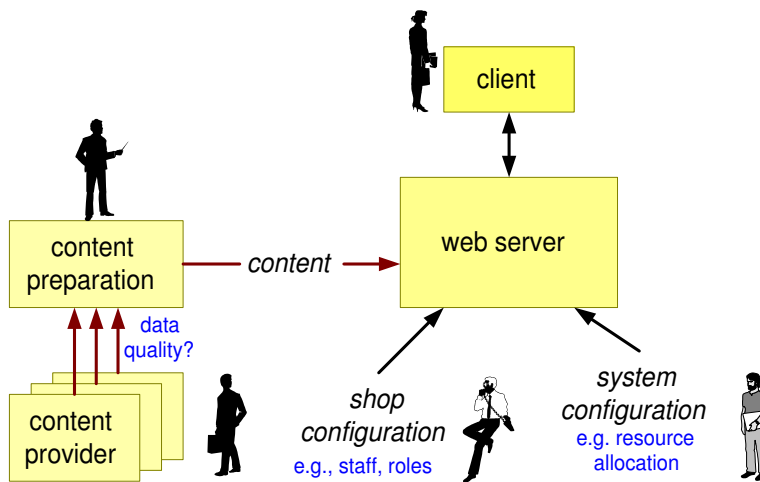 client
content
preparation
content
web server
data
quality?
content
provider
shop
configuration
e.g., staff, roles
system
configuration
e.g. resource
allocation